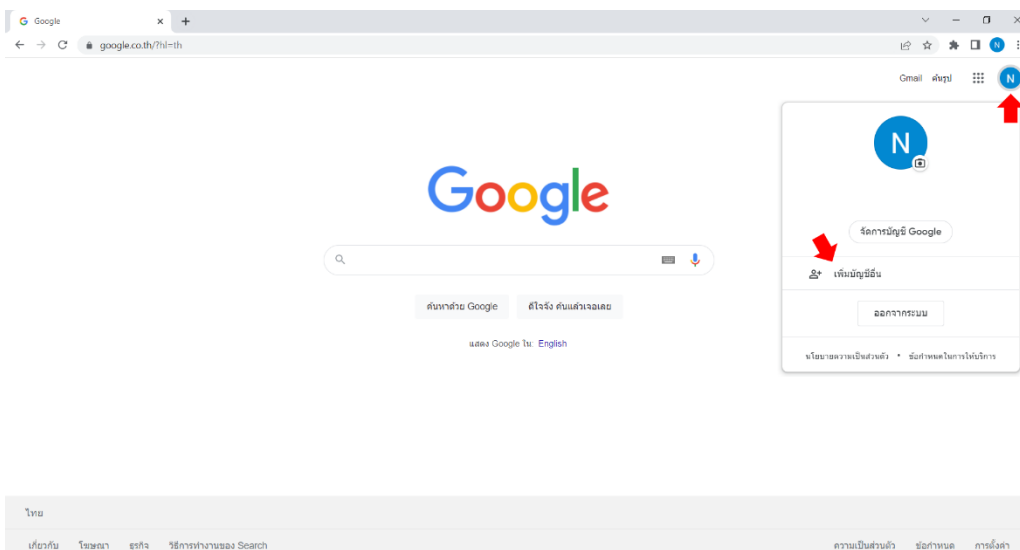 Google
google.co.th/?hl=th
N
Gmail ค้นรูป
N
N
Google
จัดการบัญชี Google
เพิ่มบัญชีอื่น
ค้นหาด้วย Google
ดีใจจัง ค้นแล้วเจอเลย
ออกจากระบบ
แสดง Google ใน: English
นโยบายความเป็นส่วนตัว • ข้อกำหนดในการให้บริการ
ไทย
เกี่ยวกับ โฆษณา ธุรกิจ วิธีการทำงานของ Search
ความเป็นส่วนตัว ข้อกำหนด การตั้งค่า